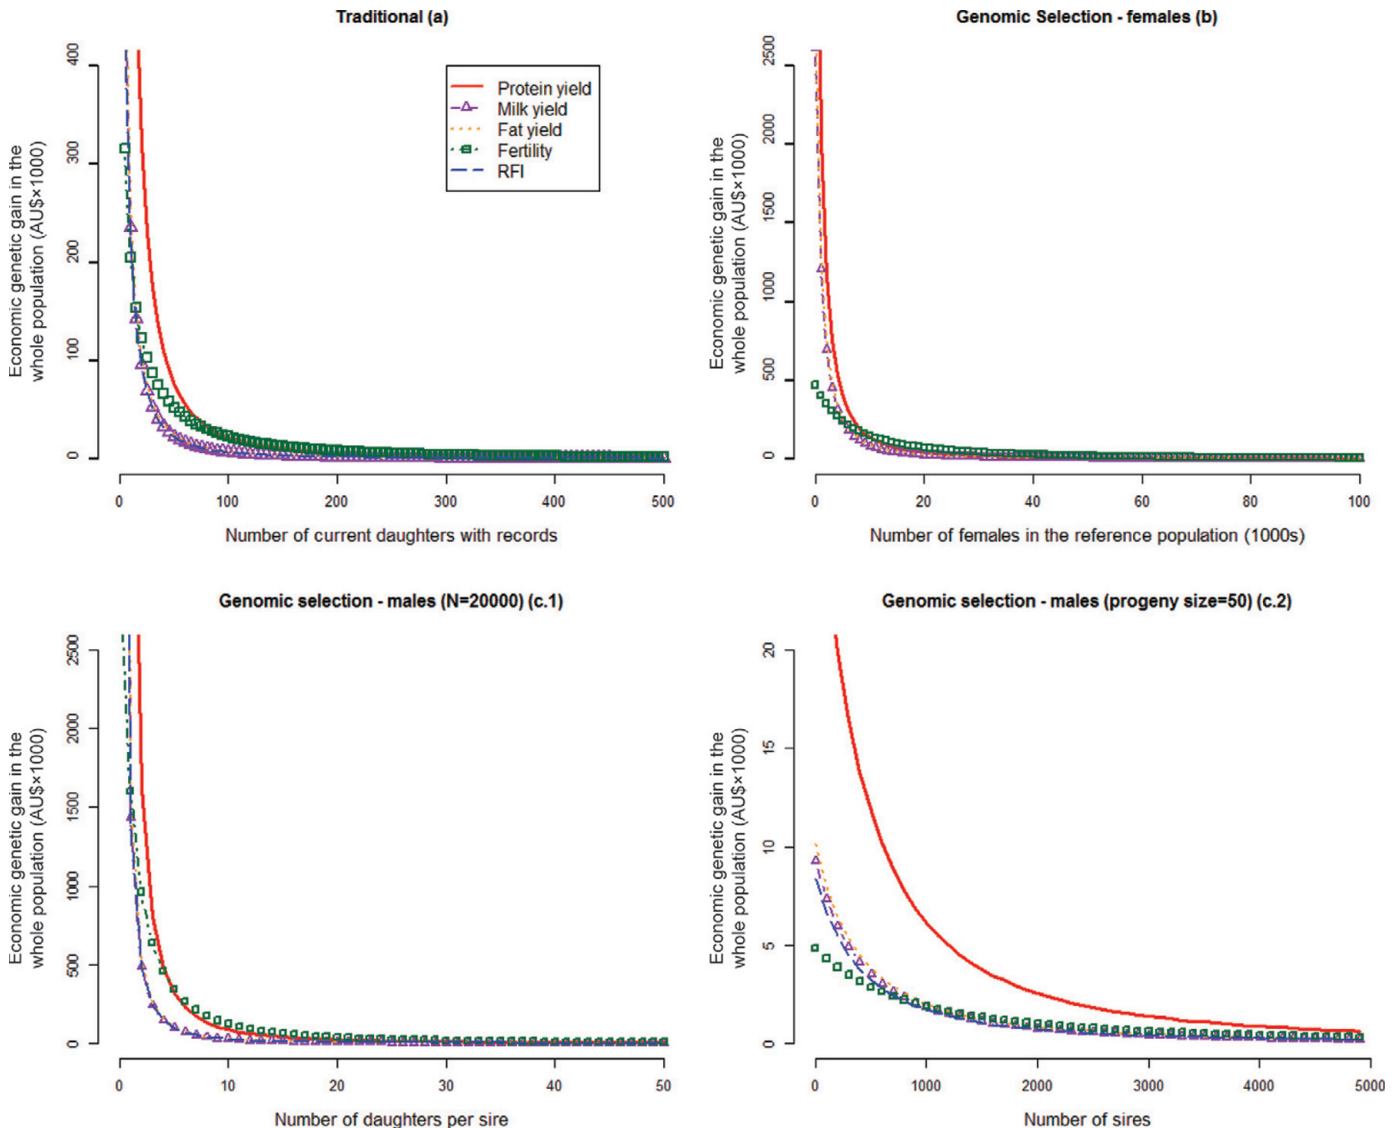 Traditional (a)
Economic genetic gain in the
whole population (AU$×1000)
400
300
200
100
0
Protein yield
Milk yield
Fat yield
Fertility
RFI
0 100 200 300 400 500
Number of current daughters with records
Genomic Selection - females (b)
Economic genetic gain in the
whole population (AU$×1000)
2500
2000
1500
1000
500
0
0 20 40 60 80 100
Number of females in the reference population (1000s)
Genomic selection - males (N=20000) (c.1)
Economic genetic gain in the
whole population (AU$×1000)
2500
2000
1500
1000
500
0
0 10 20 30 40 50
Number of daughters per sire
Genomic selection - males (progeny size=50) (c.2)
Economic genetic gain in the
whole population (AU$×1000)
20
15
10
5
0
0 1000 2000 3000 4000 5000
Number of sires